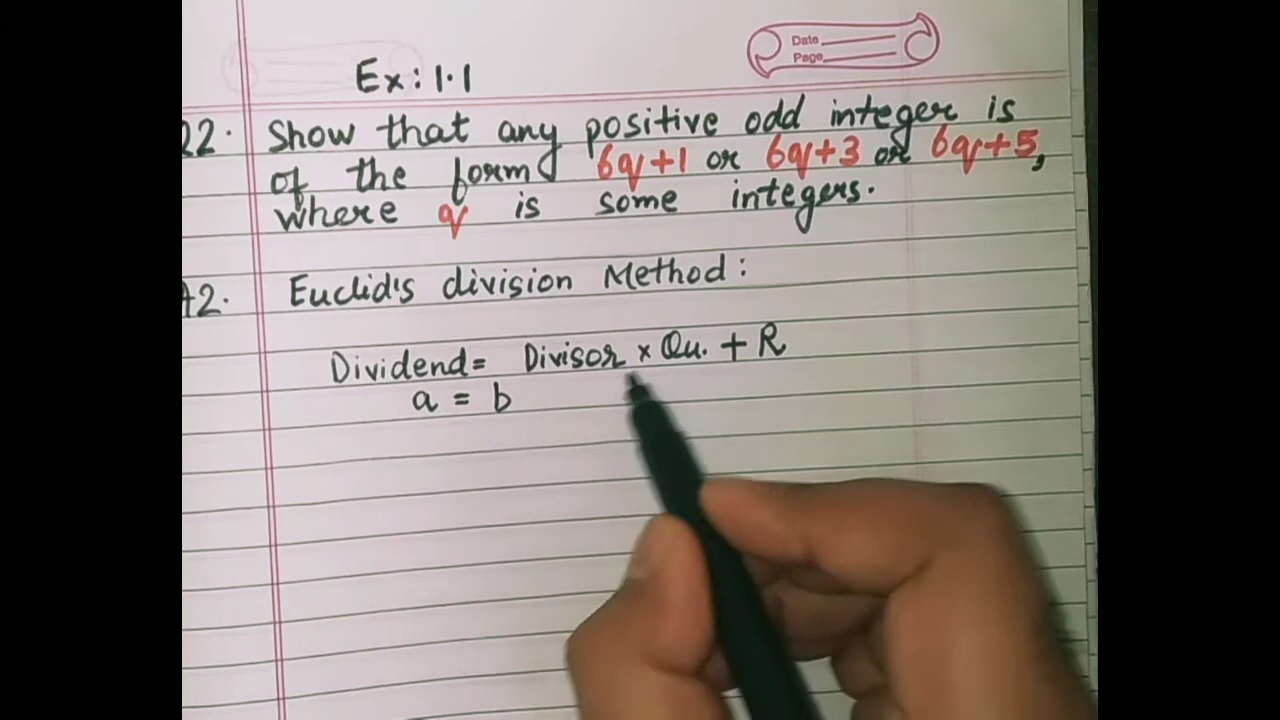 Date
Page
Ex: 1.1
Q2. Show that any positive odd integer is
of the form 6q+1 or 6q+3 or 6q+5,
where q is some integers.
A2. Euclid's division Method:
Dividend= Divisor × Qu. + R
a = b